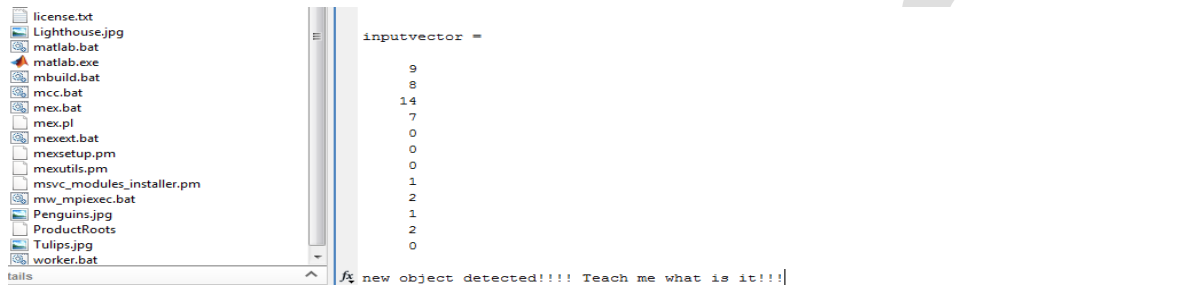 license.txt
Lighthouse.jpg
matlab.bat
matlab.exe
mbuild.bat
mcc.bat
mex.bat
mex.pl
mexext.bat
mexsetup.pm
mexutils.pm
msvc_modules_installer.pm
mw_mpiexec.bat
Penguins.jpg
ProductRoots
Tulips.jpg
worker.bat
tails
inputvector =
9
8
14
7
0
0
0
1
2
1
2
0
fx new object detected!!!! Teach me what is it!!!